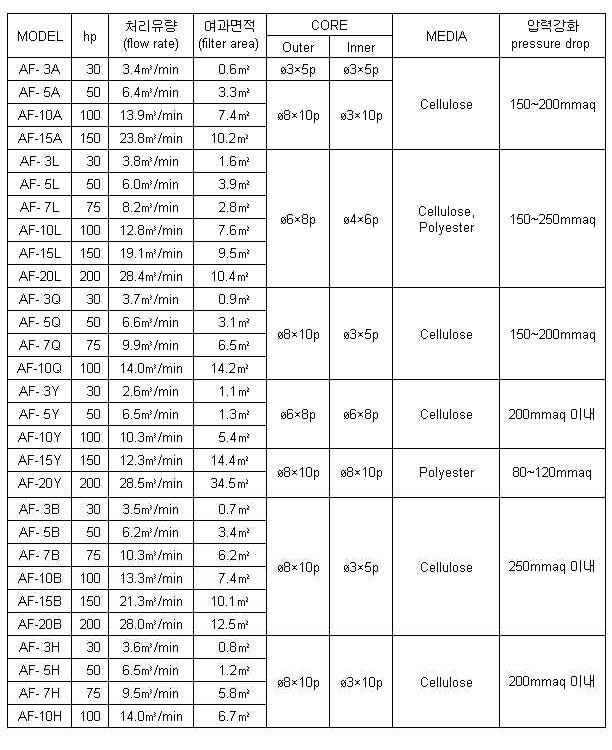 MODEL hp 처리유량 (flow rate) 여과면적 (filter area) CORE MEDIA 압력강화 pressure drop
Outer Inner
AF- 3A 30 3.4㎥/min 0.6㎡ ø3×5p ø3×5p
AF- 5A 50 6.4㎥/min 3.3㎡
AF-10A 100 13.9㎥/min 7.4㎡ ø8×10p ø3×10p Cellulose 150~200mmaq
AF-15A 150 23.8㎥/min 10.2㎡
AF- 3L 30 3.8㎥/min 1.6㎡
AF- 5L 50 6.0㎥/min 3.9㎡
AF- 7L 75 8.2㎥/min 2.8㎡ ø6×8p ø4×6p Cellulose, Polyester 150~250mmaq
AF-10L 100 12.8㎥/min 7.6㎡
AF-15L 150 19.1㎥/min 9.5㎡
AF-20L 200 28.4㎥/min 10.4㎡
AF- 3Q 30 3.7㎥/min 0.9㎡
AF- 5Q 50 6.6㎥/min 3.1㎡ ø8×10p ø3×5p Cellulose 150~200mmaq
AF- 7Q 75 9.9㎥/min 6.5㎡
AF-10Q 100 14.0㎥/min 14.2㎡
AF- 3Y 30 2.6㎥/min 1.1㎡
AF- 5Y 50 6.5㎥/min 1.3㎡ ø6×8p ø6×8p Cellulose 200mmaq 이내
AF-10Y 100 10.3㎥/min 5.4㎡
AF-15Y 150 12.3㎥/min 14.4㎡ ø8×10p ø8×10p Polyester 80~120mmaq
AF-20Y 200 28.5㎥/min 34.5㎡
AF- 3B 30 3.5㎥/min 0.7㎡
AF- 5B 50 6.2㎥/min 3.4㎡
AF- 7B 75 10.3㎥/min 6.2㎡ ø8×10p ø3×5p Cellulose 250mmaq 이내
AF-10B 100 13.3㎥/min 7.4㎡
AF-15B 150 21.3㎥/min 10.1㎡
AF-20B 200 28.0㎥/min 12.5㎡
AF- 3H 30 3.6㎥/min 0.8㎡
AF- 5H 50 6.5㎥/min 1.2㎡ ø8×10p ø3×10p Cellulose 200mmaq 이내
AF- 7H 75 9.5㎥/min 5.8㎡
AF-10H 100 14.0㎥/min 6.7㎡